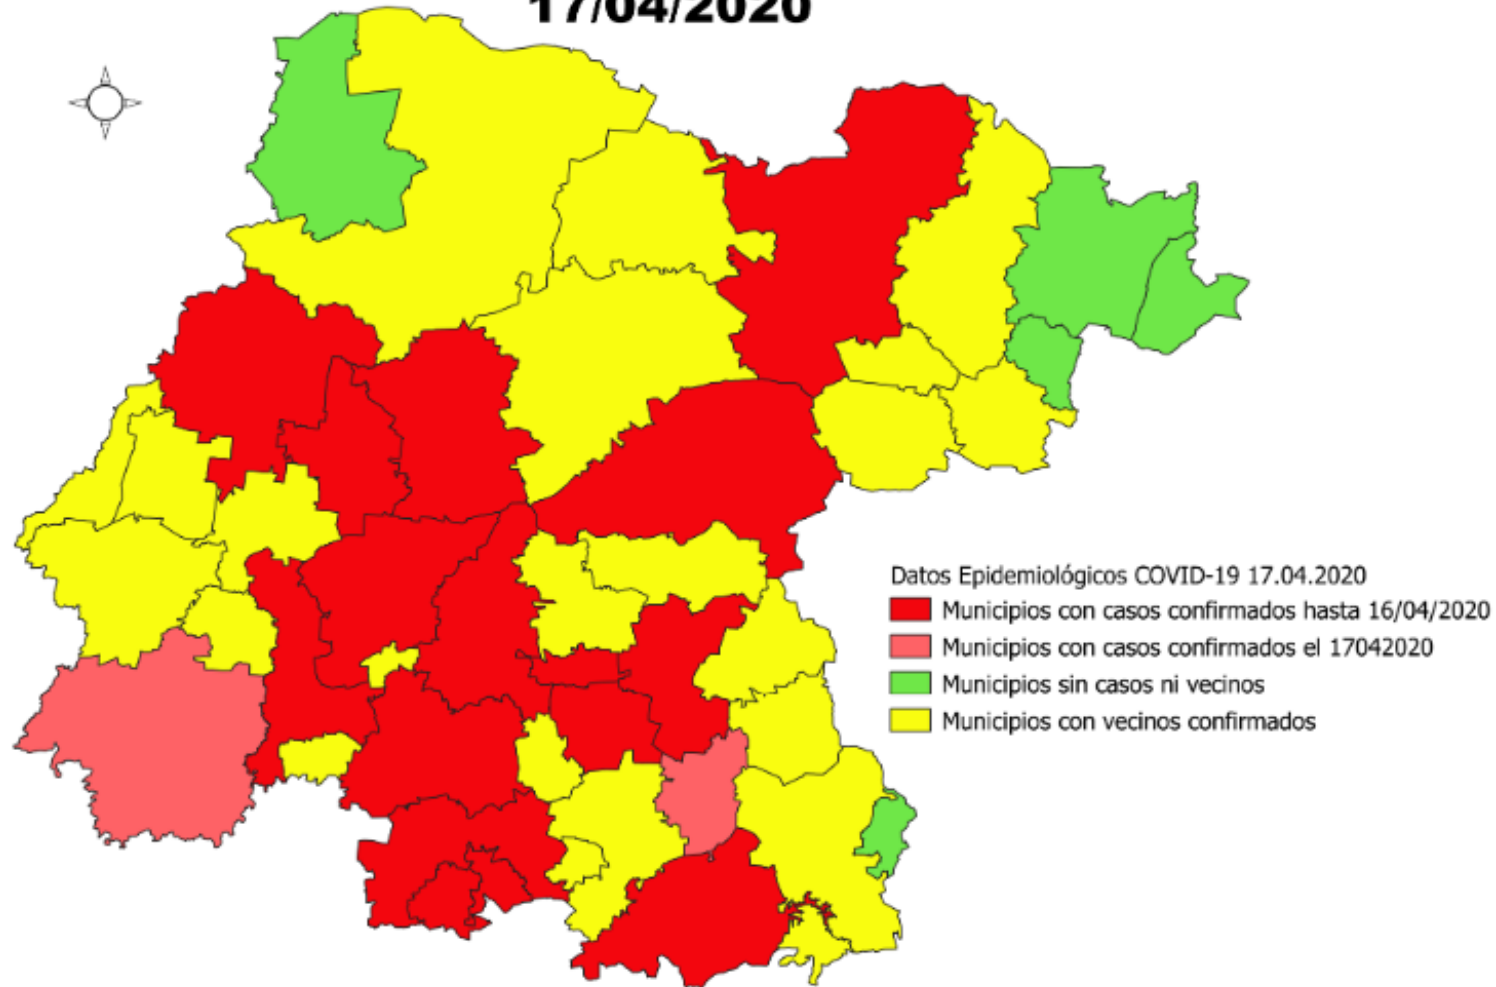 17/04/2020
Datos Epidemiológicos COVID-19 17.04.2020
Municipios con casos confirmados hasta 16/04/2020
Municipios con casos confirmados el 17042020
Municipios sin casos ni vecinos
Municipios con vecinos confirmados